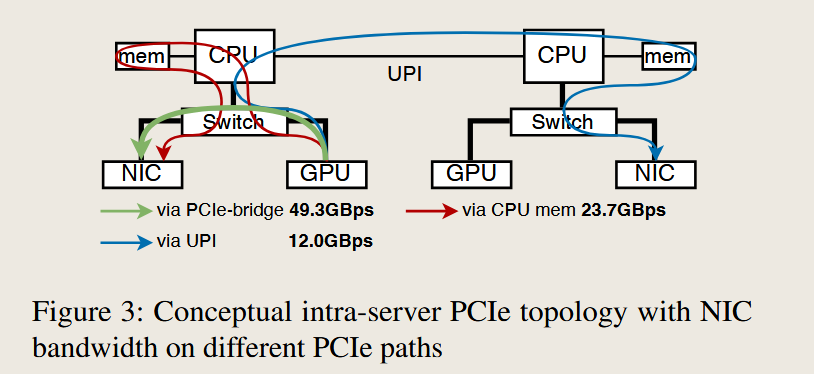 mem CPU CPU mem
UPI
Switch Switch
NIC GPU GPU NIC
via PCIe-bridge 49.3GBps via CPU mem 23.7GBps
via UPI 12.0GBps
Figure 3: Conceptual intra-server PCIe topology with NIC
bandwidth on different PCIe paths